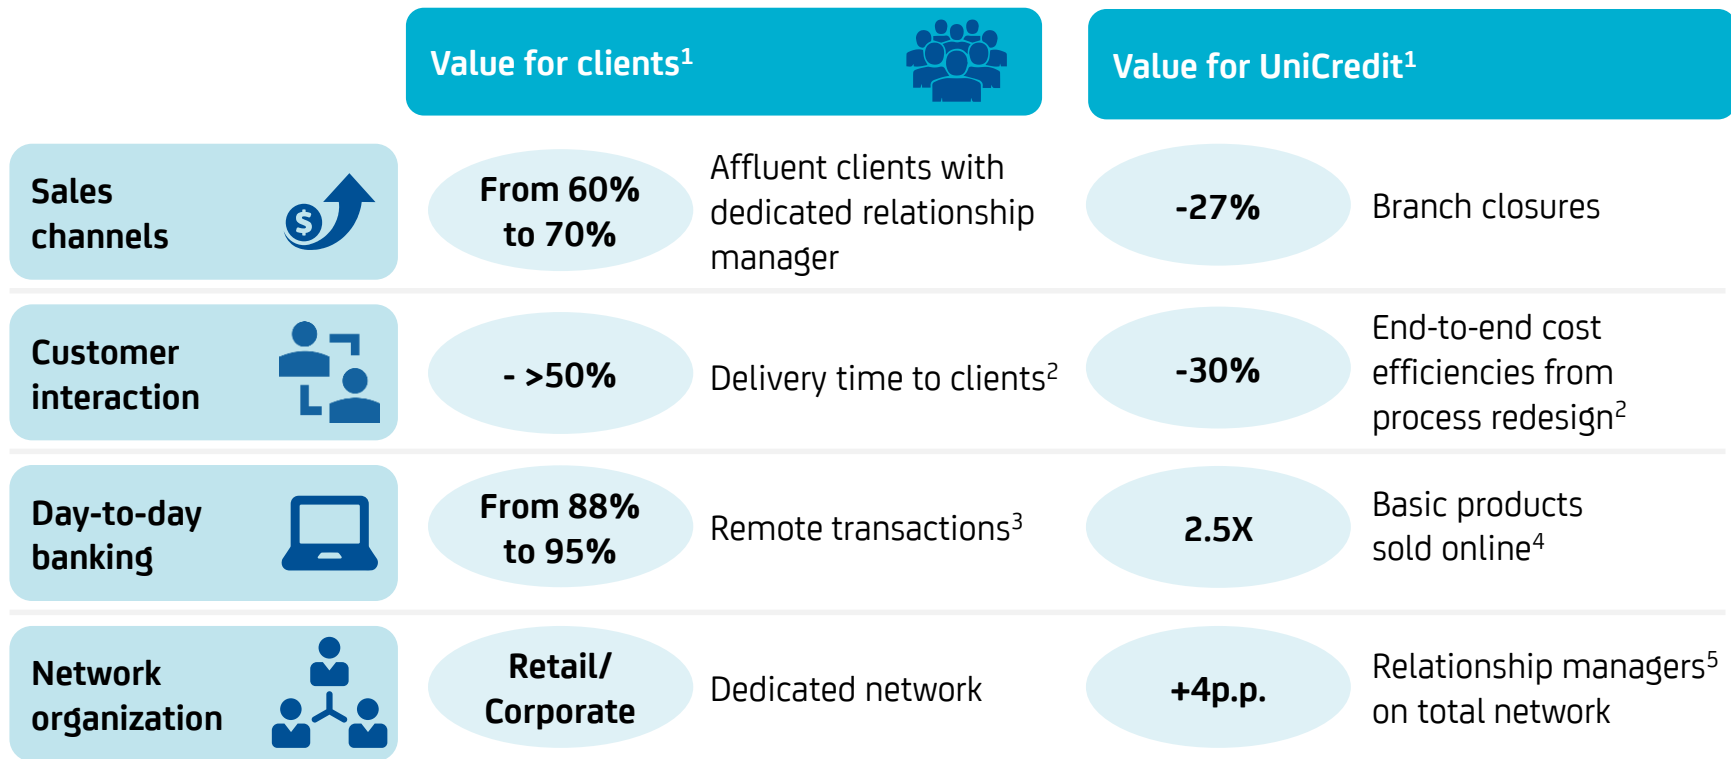 Value for clients¹
Value for UniCredit¹
Sales
channels
$
From 60%
to 70%
Affluent clients with
dedicated relationship
manager
-27%
Branch closures
Customer
interaction
- >50%
Delivery time to clients²
-30%
End-to-end cost
efficiencies from
process redesign²
Day-to-day
banking
From 88%
to 95%
Remote transactions³
2.5X
Basic products
sold online⁴
Network
organization
Retail/
Corporate
Dedicated network
+4p.p.
Relationship managers⁵
on total network